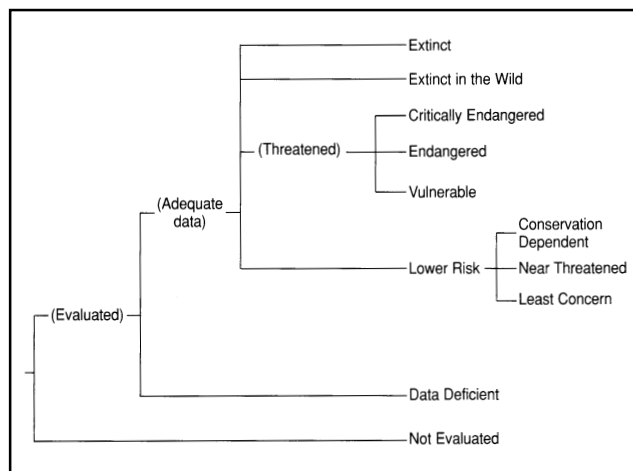 Extinct
Extinct in the Wild
Critically Endangered
(Threatened)
Endangered
Vulnerable
(Adequate
data)
Conservation
Dependent
Lower Risk
Near Threatened
Least Concern
(Evaluated)
Data Deficient
Not Evaluated